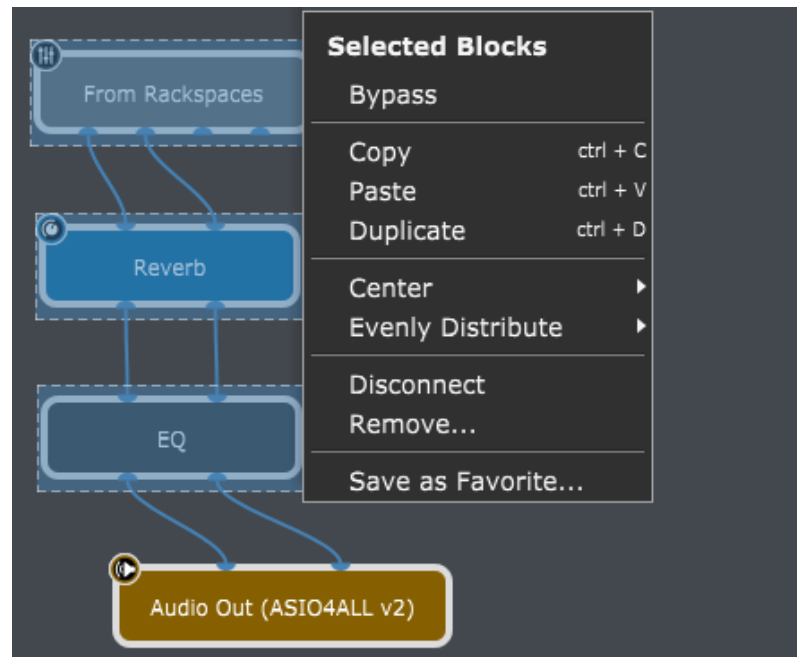 Selected Blocks
From Rackspaces
Bypass
Copy ctrl + C
Paste ctrl + V
Duplicate ctrl + D
Reverb
Center
Evenly Distribute
Disconnect
Remove...
EQ
Save as Favorite...
Audio Out (ASIO4ALL v2)